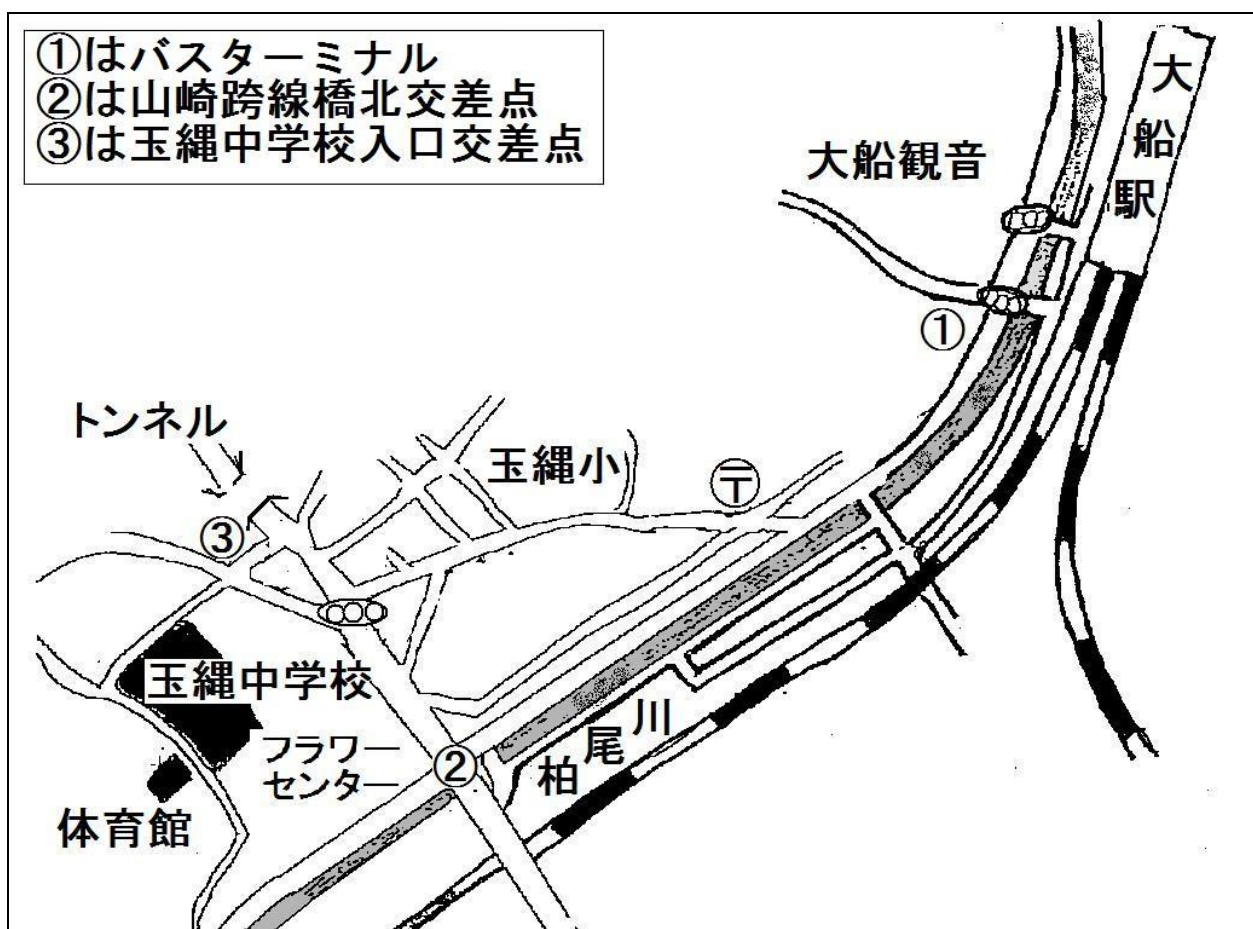 ①はバスターミナル
②は山崎跨線橋北交差点
③は玉縄中学校入口交差点
大船駅
大船観音
①
トンネル
玉縄小
〒
③
玉縄中学校
フラワー
センター
②
柏尾川
体育館